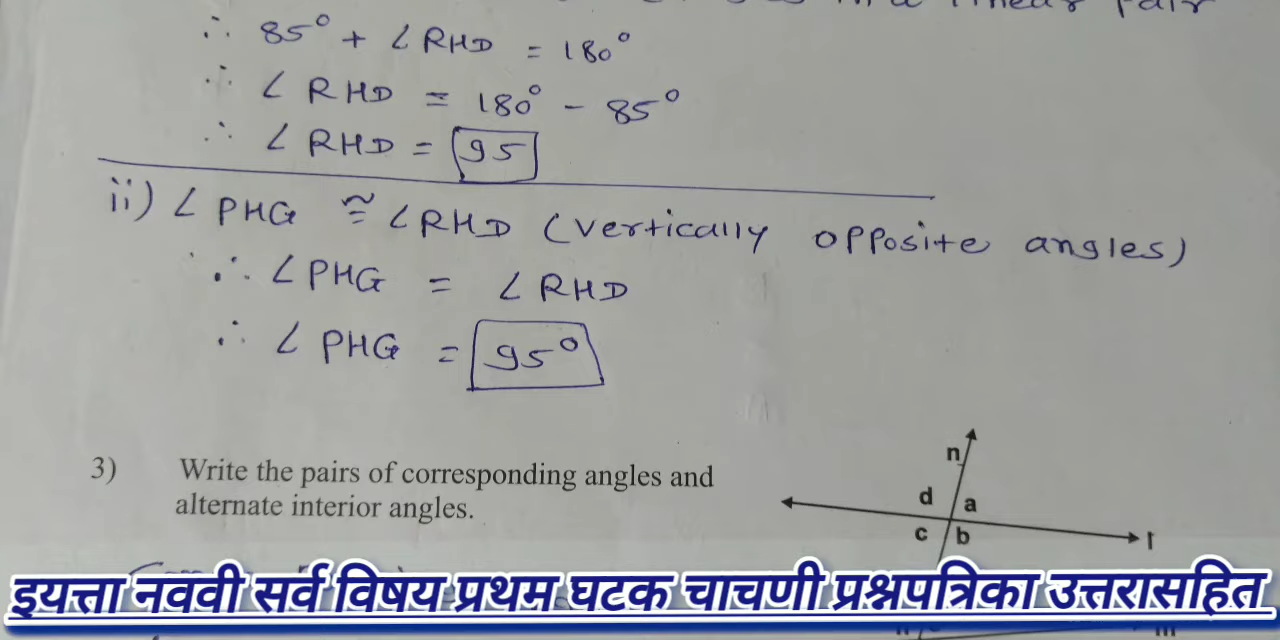 linear Pair
∴ 85° + ∠RHD = 180°
∴ ∠RHD = 180° - 85°
∴ ∠RHD = 95
ii) ∠PHG ≅ ∠RHD (vertically opposite angles)
∴ ∠PHG = ∠RHD
∴ ∠PHG = 95°
3) Write the pairs of corresponding angles and
alternate interior angles.
n
d a
c b
l
इयत्ता नववी सर्व विषय प्रथम घटक चाचणी प्रश्नपत्रिका उत्तरासहित
m